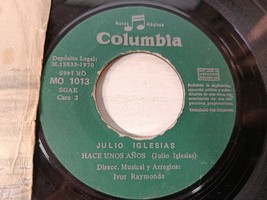 Columbia
Depósito Legal:
M.15833-1970
MO 1013
SGAE
Cara 2
JULIO IGLESIAS
HACE UNOS AÑOS (Julio Iglesias)
Direcc. Musical y Arreglos:
Ivor Raymonde